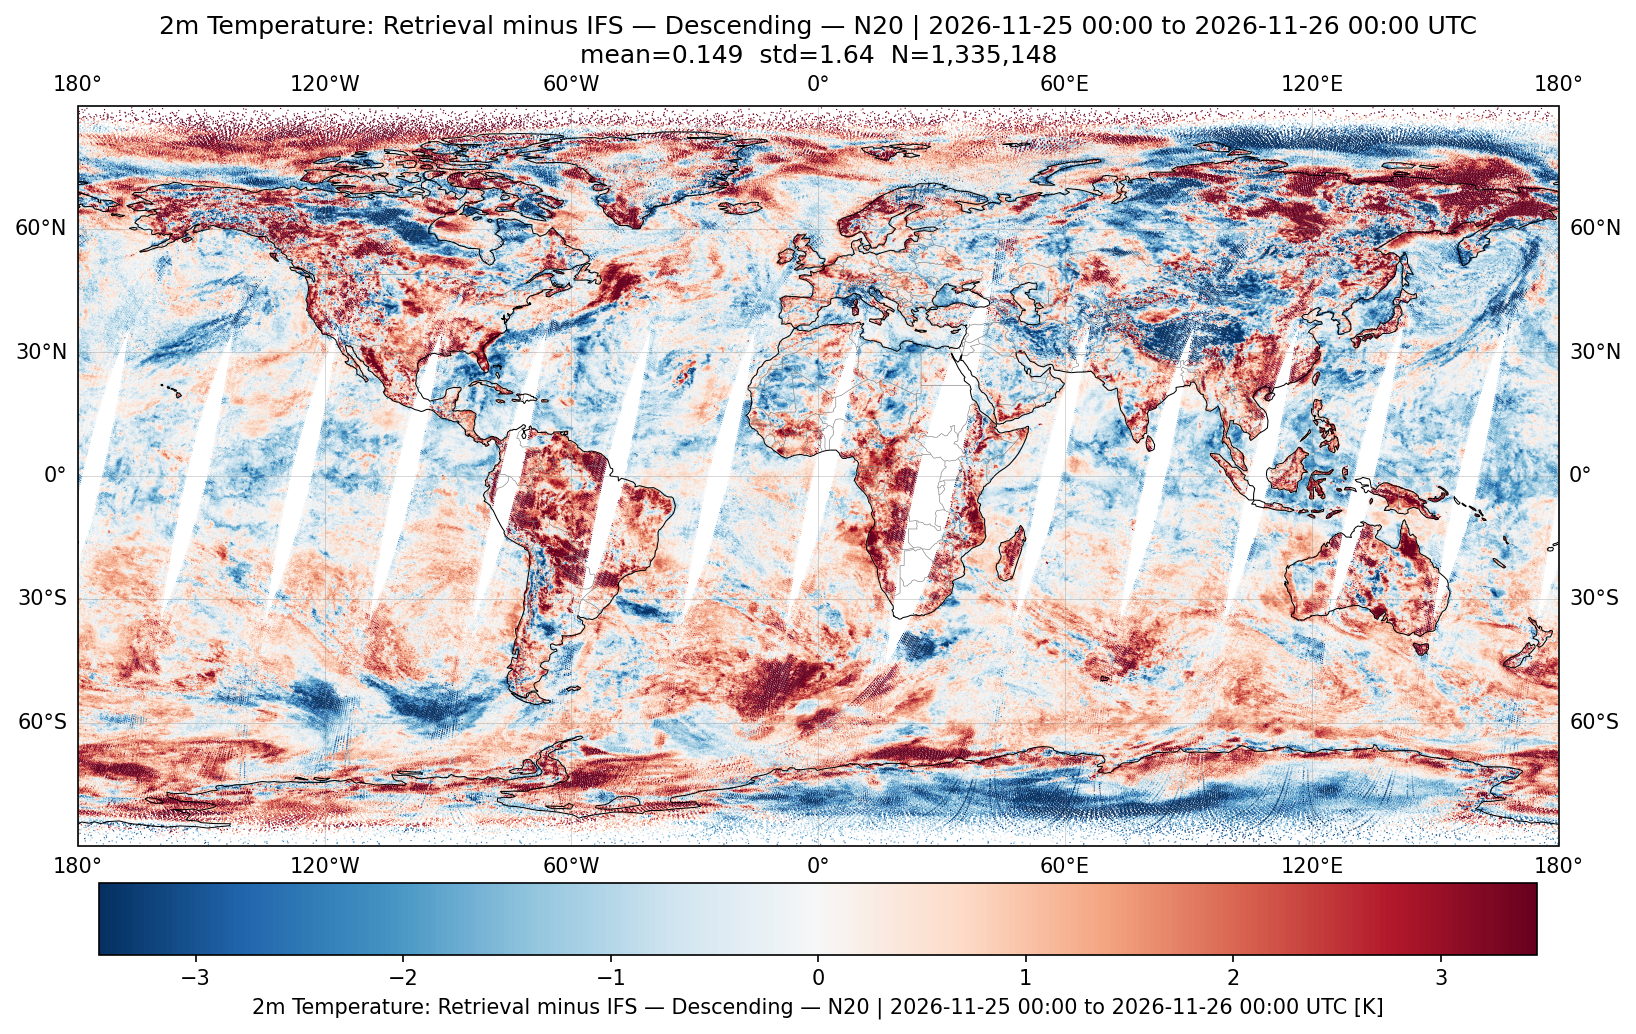 2m Temperature: Retrieval minus IFS — Descending — N20 | 2026-11-25 00:00 to 2026-11-26 00:00 UTC
mean=0.149 std=1.64 N=1,335,148
180° 120°W 60°W 0° 60°E 120°E 180°
60°N 60°N
30°N 30°N
0° 0°
30°S 30°S
60°S 60°S
180° 120°W 60°W 0° 60°E 120°E 180°
−3 −2 −1 0 1 2 3
2m Temperature: Retrieval minus IFS — Descending — N20 | 2026-11-25 00:00 to 2026-11-26 00:00 UTC [K]